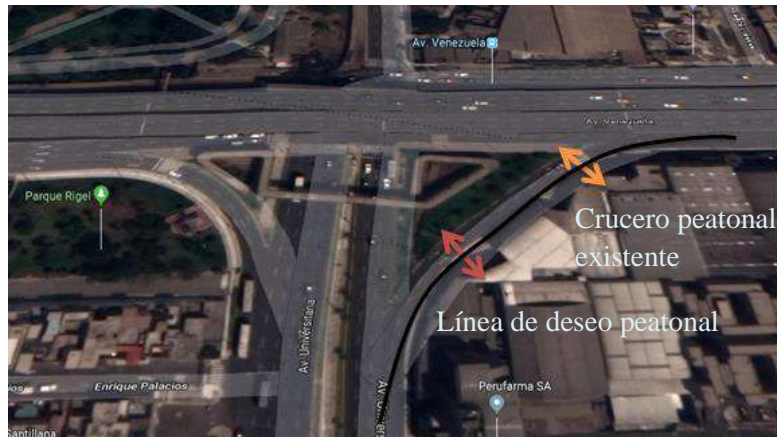 Av. Venezuela
Av. Venezuela
Parque Rigel
Crucero peatonal
existente
Línea de deseo peatonal
Av. Universitaria
Enrique Palacios
Perufarma SA
Santillana